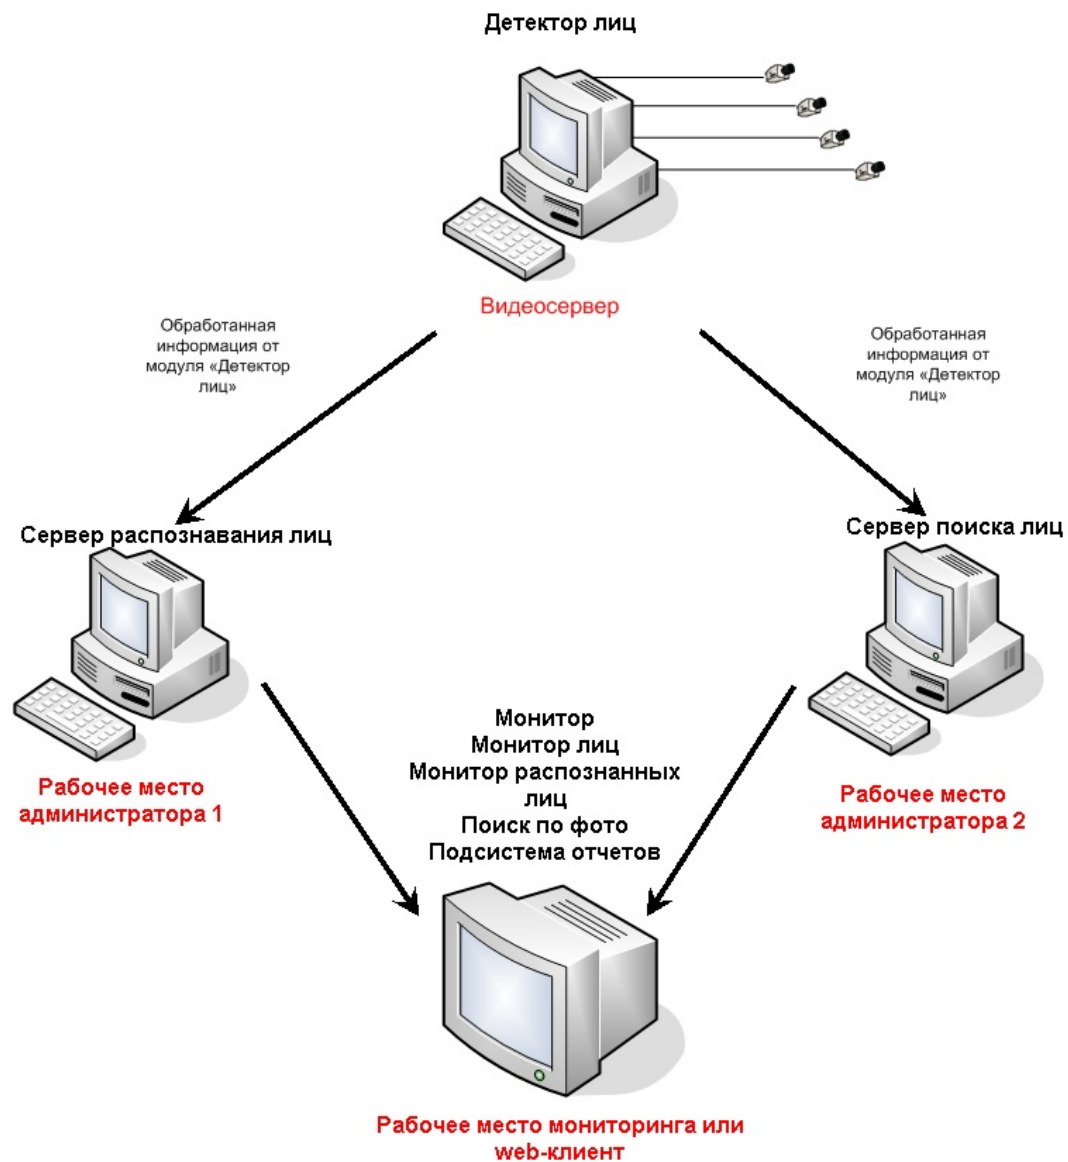 Детектор лиц
Видеосервер
Обработанная
информация от
модуля «Детектор
лиц»
Обработанная
информация от
модуля «Детектор
лиц»
Сервер распознавания лиц
Сервер поиска лиц
Рабочее место
администратора 1
Монитор
Монитор лиц
Монитор распознанных
лиц
Поиск по фото
Подсистема отчетов
Рабочее место
администратора 2
Рабочее место мониторинга или
web-клиент